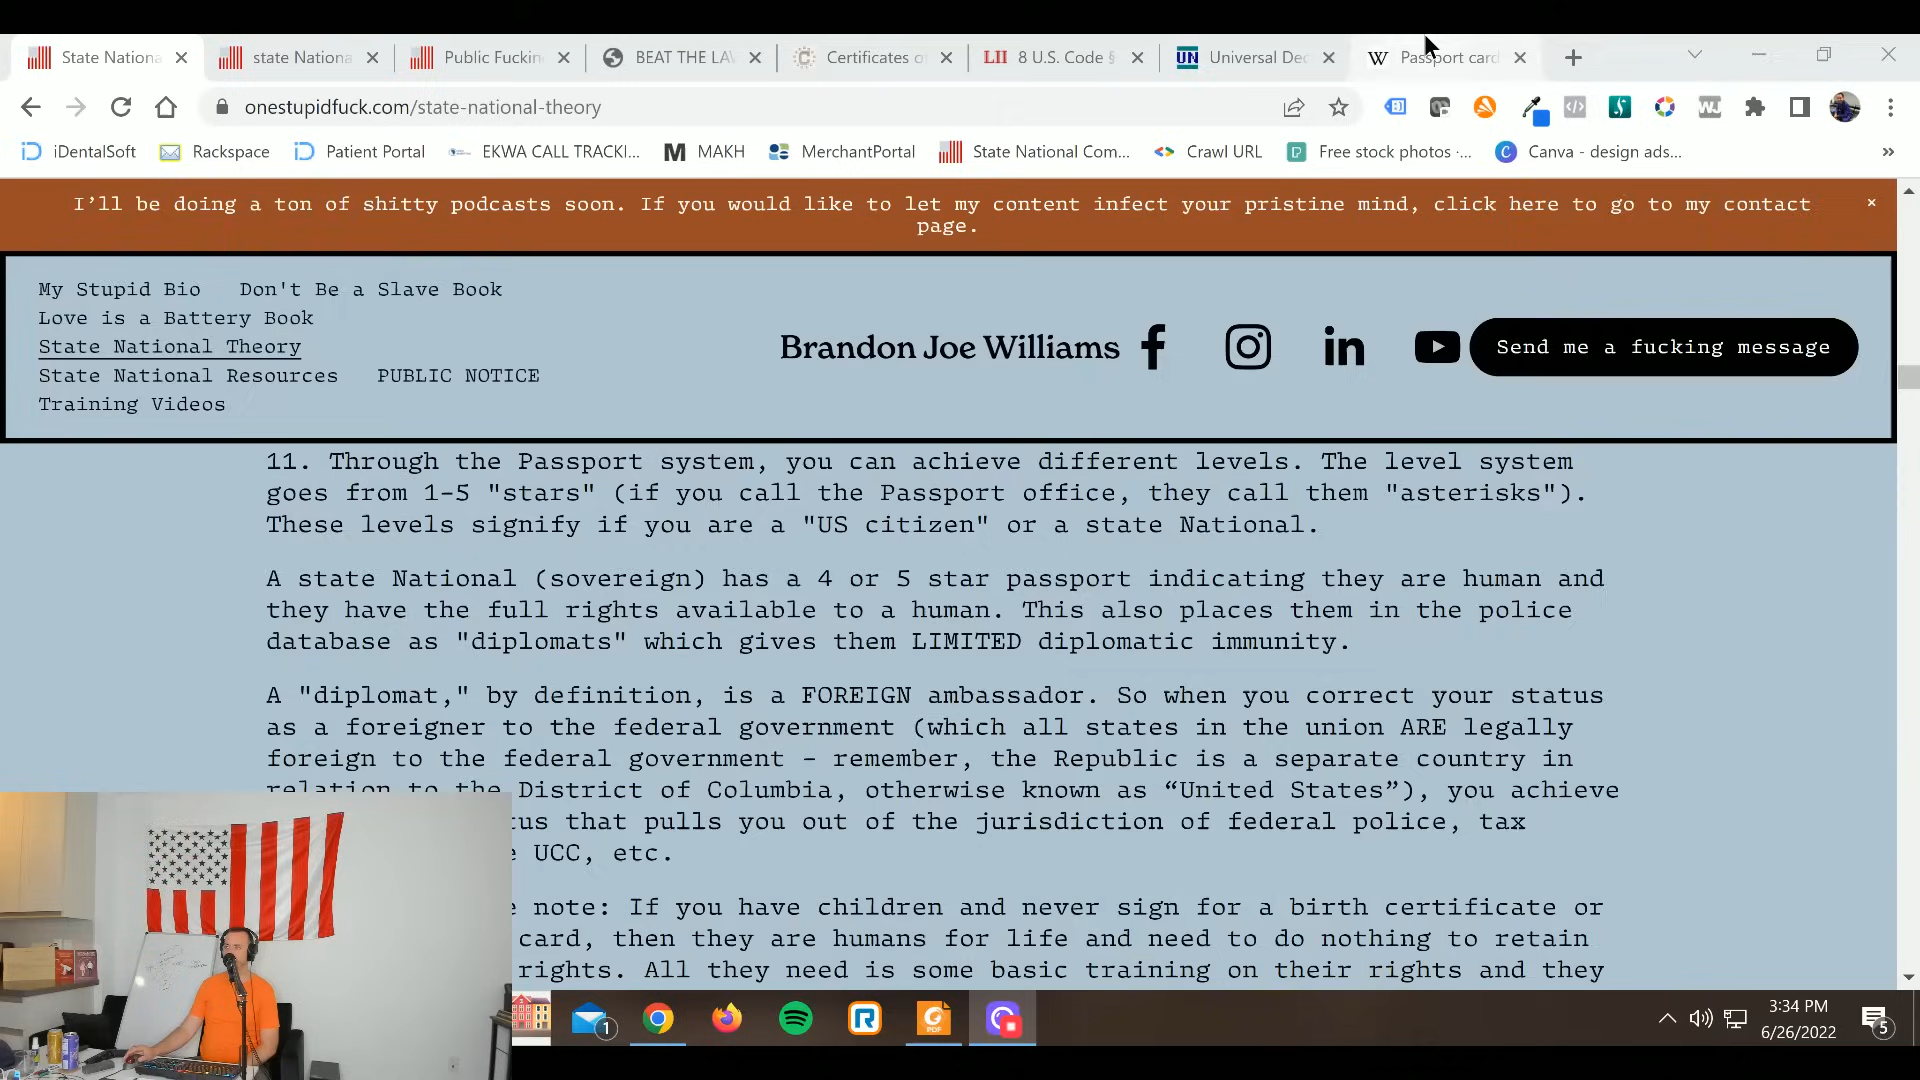 State Nationa
state Nationa
Public Fuckin
BEAT THE LA
Certificates o
LII 8 U.S. Code §
UN Universal Dec
W Passport card
onestupidfuck.com/state-national-theory
iDentalSoft
Rackspace
Patient Portal
EKWA CALL TRACKI...
MAKH
MerchantPortal
State National Com...
Crawl URL
Free stock photos ·...
Canva - design ads...
I’ll be doing a ton of shitty podcasts soon. If you would like to let my content infect your pristine mind, click here to go to my contact
page.
My Stupid Bio Don't Be a Slave Book
Love is a Battery Book
State National Theory
State National Resources PUBLIC NOTICE
Training Videos
Brandon Joe Williams
Send me a fucking message
11. Through the Passport system, you can achieve different levels. The level system
goes from 1-5 "stars" (if you call the Passport office, they call them "asterisks").
These levels signify if you are a "US citizen" or a state National.
A state National (sovereign) has a 4 or 5 star passport indicating they are human and
they have the full rights available to a human. This also places them in the police
database as "diplomats" which gives them LIMITED diplomatic immunity.
A "diplomat," by definition, is a FOREIGN ambassador. So when you correct your status
as a foreigner to the federal government (which all states in the union ARE legally
foreign to the federal government - remember, the Republic is a separate country in
relation to the District of Columbia, otherwise known as “United States”), you achieve
tus that pulls you out of the jurisdiction of federal police, tax
e UCC, etc.
e note: If you have children and never sign for a birth certificate or
card, then they are humans for life and need to do nothing to retain
rights. All they need is some basic training on their rights and they
1
PDF
3:34 PM
6/26/2022
5